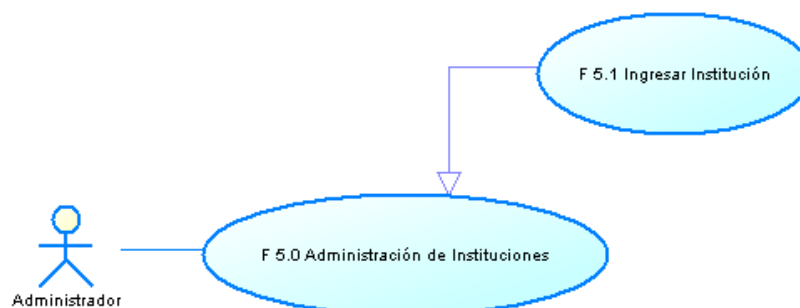 F 5.1 Ingresar Institución
F 5.0 Administración de Instituciones
Administrador